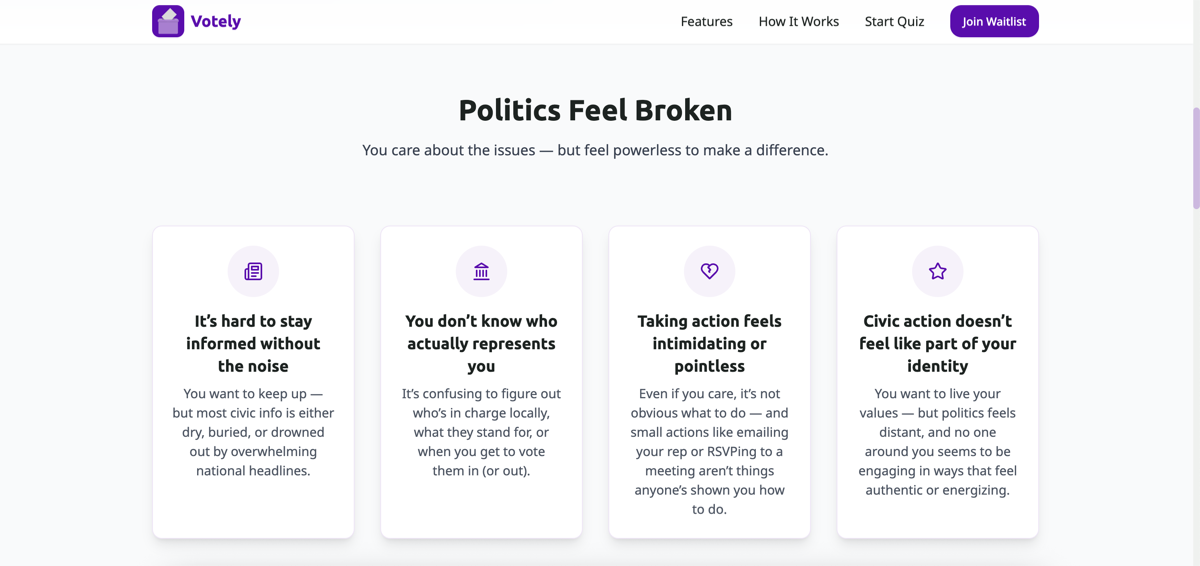 Votely
Features
How It Works
Start Quiz
Join Waitlist
Politics Feel Broken
You care about the issues — but feel powerless to make a difference.
It’s hard to stay
informed without
the noise
You want to keep up —
but most civic info is either
dry, buried, or drowned
out by overwhelming
national headlines.
You don’t know who
actually represents
you
It’s confusing to figure out
who’s in charge locally,
what they stand for, or
when you get to vote
them in (or out).
Taking action feels
intimidating or
pointless
Even if you care, it’s not
obvious what to do — and
small actions like emailing
your rep or RSVPing to a
meeting aren’t things
anyone’s shown you how
to do.
Civic action doesn’t
feel like part of your
identity
You want to live your
values — but politics feels
distant, and no one
around you seems to be
engaging in ways that feel
authentic or energizing.